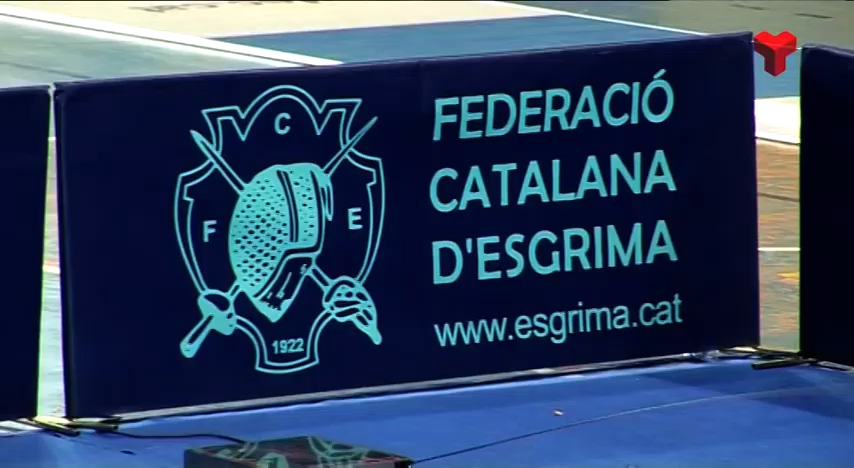 C
F E
1922
FEDERACIÓ
CATALANA
D'ESGRIMA
www.esgrima.cat